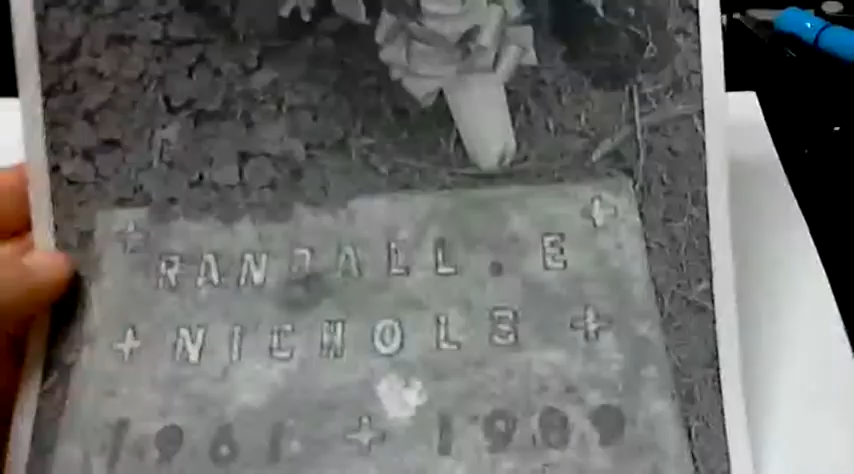 + RANDALL . E +
+ NICHOLS +
1961 + 1989